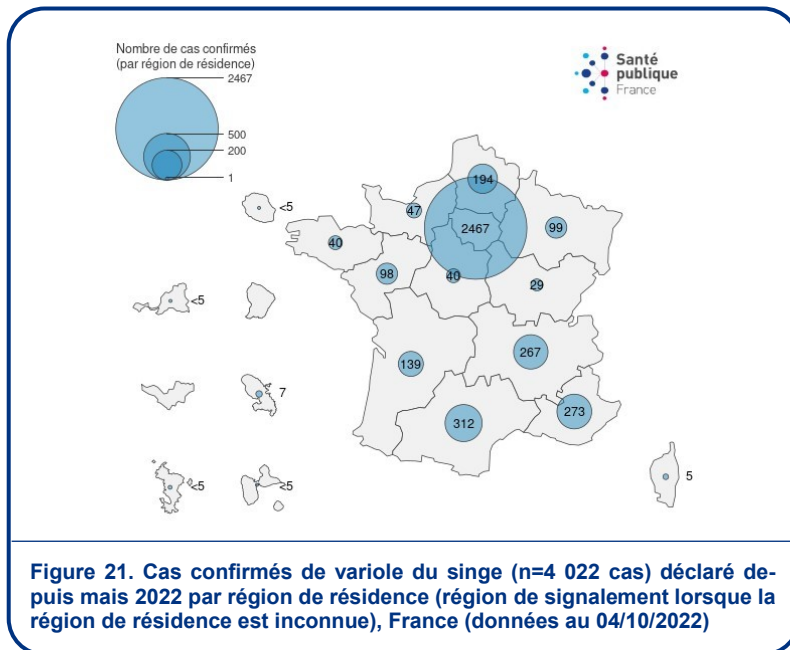 Nombre de cas confirmés
(par région de résidence)
2467
500
200
1
Santé
publique
France
<5
194
47
2467
99
40
98
40
29
<5
139
267
7
312
273
<5
<5
5
Figure 21. Cas confirmés de variole du singe (n=4 022 cas) déclaré de-
puis mais 2022 par région de résidence (région de signalement lorsque la
région de résidence est inconnue), France (données au 04/10/2022)